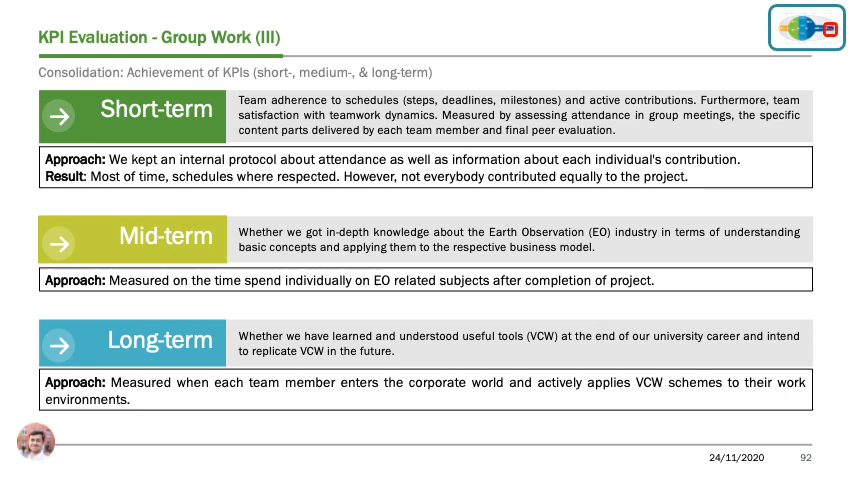 KPI Evaluation - Group Work (III)
Consolidation: Achievement of KPIs (short-, medium-, & long-term)
Short-term
Team adherence to schedules (steps, deadlines, milestones) and active contributions. Furthermore, team
satisfaction with teamwork dynamics. Measured by assessing attendance in group meetings, the specific
content parts delivered by each team member and final peer evaluation.
Approach: We kept an internal protocol about attendance as well as information about each individual's contribution.
Result: Most of time, schedules where respected. However, not everybody contributed equally to the project.
Mid-term
Whether we got in-depth knowledge about the Earth Observation (EO) industry in terms of understanding
basic concepts and applying them to the respective business model.
Approach: Measured on the time spend individually on EO related subjects after completion of project.
Long-term
Whether we have learned and understood useful tools (VCW) at the end of our university career and intend
to replicate VCW in the future.
Approach: Measured when each team member enters the corporate world and actively applies VCW schemes to their work
environments.
24/11/2020
92